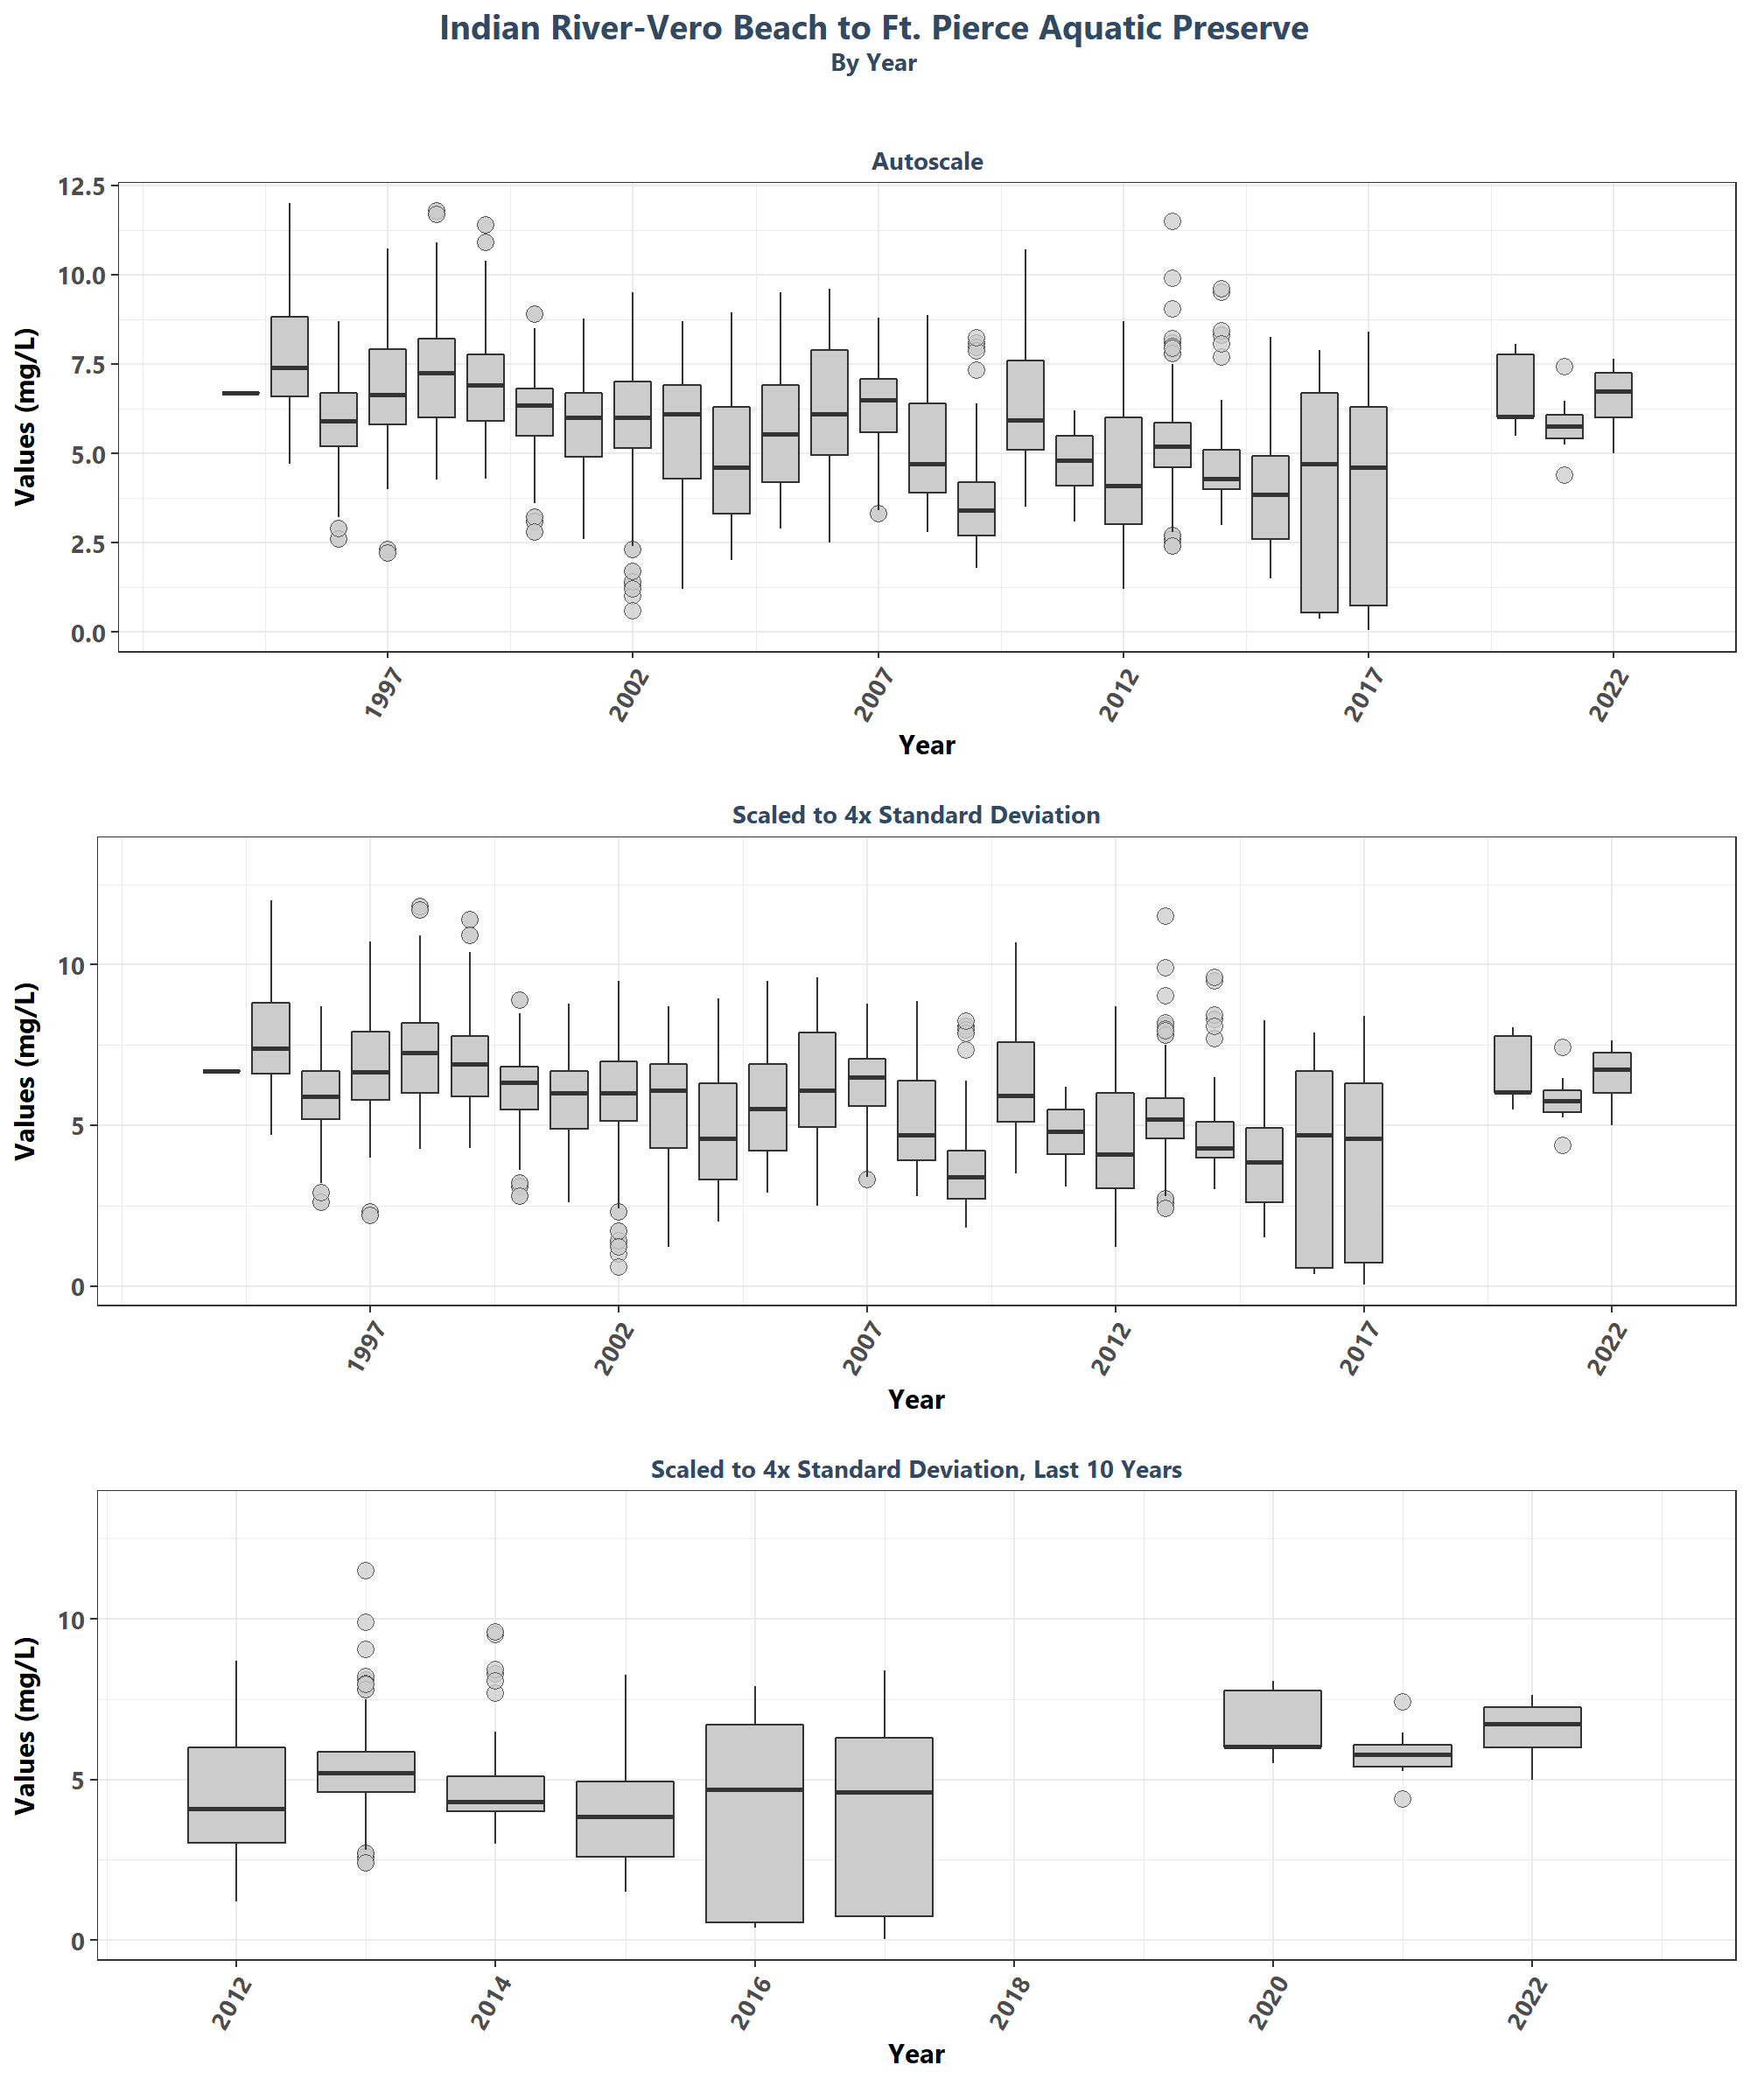 Indian River-Vero Beach to Ft. Pierce Aquatic Preserve
By Year
Autoscale
Values (mg/L)
12.5
10.0
7.5
5.0
2.5
0.0
1997
2002
2007
2012
2017
2022
Year
Scaled to 4x Standard Deviation
Values (mg/L)
10
5
0
1997
2002
2007
2012
2017
2022
Year
Scaled to 4x Standard Deviation, Last 10 Years
Values (mg/L)
10
5
0
2012
2014
2016
2018
2020
2022
Year